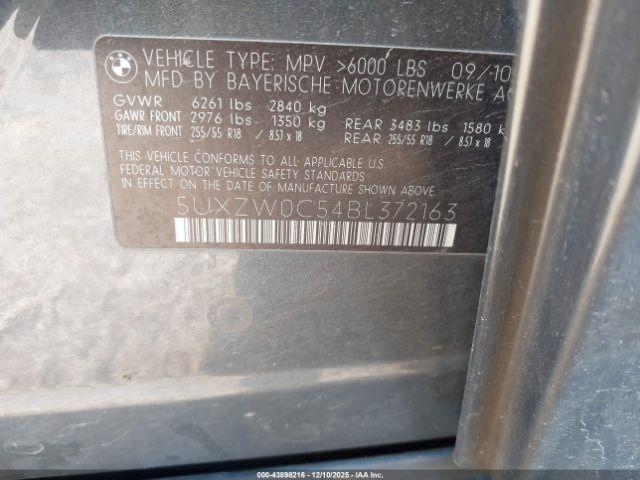 BMW
VEHICLE TYPE: MPV >6000 LBS 09/10
MFD BY BAYERISCHE MOTORENWERKE AG
GVWR 6261 lbs 2840 kg
GAWR FRONT 2976 lbs 1350 kg REAR 3483 lbs 1580 k
TIRE/RIM FRONT 255/55 R18 / 8.5J x 18 REAR 255/55 R18 / 8.5J x 18
THIS VEHICLE CONFORMS TO ALL APPLICABLE U.S.
FEDERAL MOTOR VEHICLE SAFETY STANDARDS
IN EFFECT ON THE DATE OF MANUFACTURE SHOWN ABOVE.
5UXZW0C54BL372163
000-43898216 - 12/10/2025 - COPART.COM